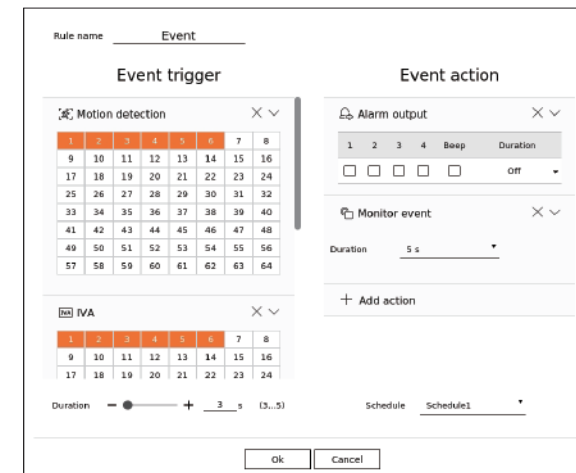 Rule name Event
Event trigger
Motion detection
1 2 3 4 5 6 7 8
9 10 11 12 13 14 15 16
17 18 19 20 21 22 23 24
25 26 27 28 29 30 31 32
33 34 35 36 37 38 39 40
41 42 43 44 45 46 47 48
49 50 51 52 53 54 55 56
57 58 59 60 61 62 63 64
IVA IVA
1 2 3 4 5 6 7 8
9 10 11 12 13 14 15 16
17 18 19 20 21 22 23 24
Duration 3 s (3...5)
Event action
Alarm output
1 2 3 4 Beep Duration
Off
Monitor event
Duration 5 s
+ Add action
Schedule Schedule1
Ok Cancel